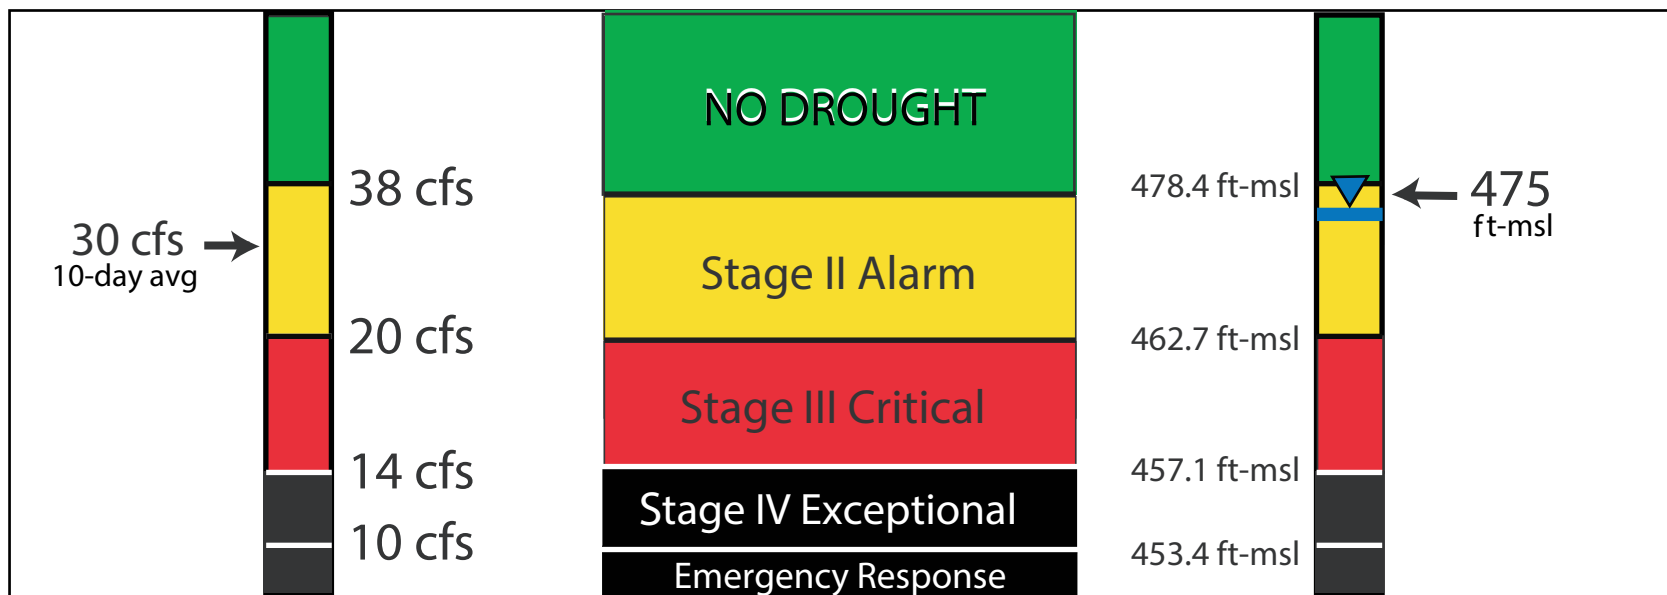 NO DROUGHT
38 cfs
478.4 ft-msl
475
ft-msl
30 cfs
10-day avg
Stage II Alarm
20 cfs
462.7 ft-msl
Stage III Critical
14 cfs
457.1 ft-msl
Stage IV Exceptional
10 cfs
453.4 ft-msl
Emergency Response